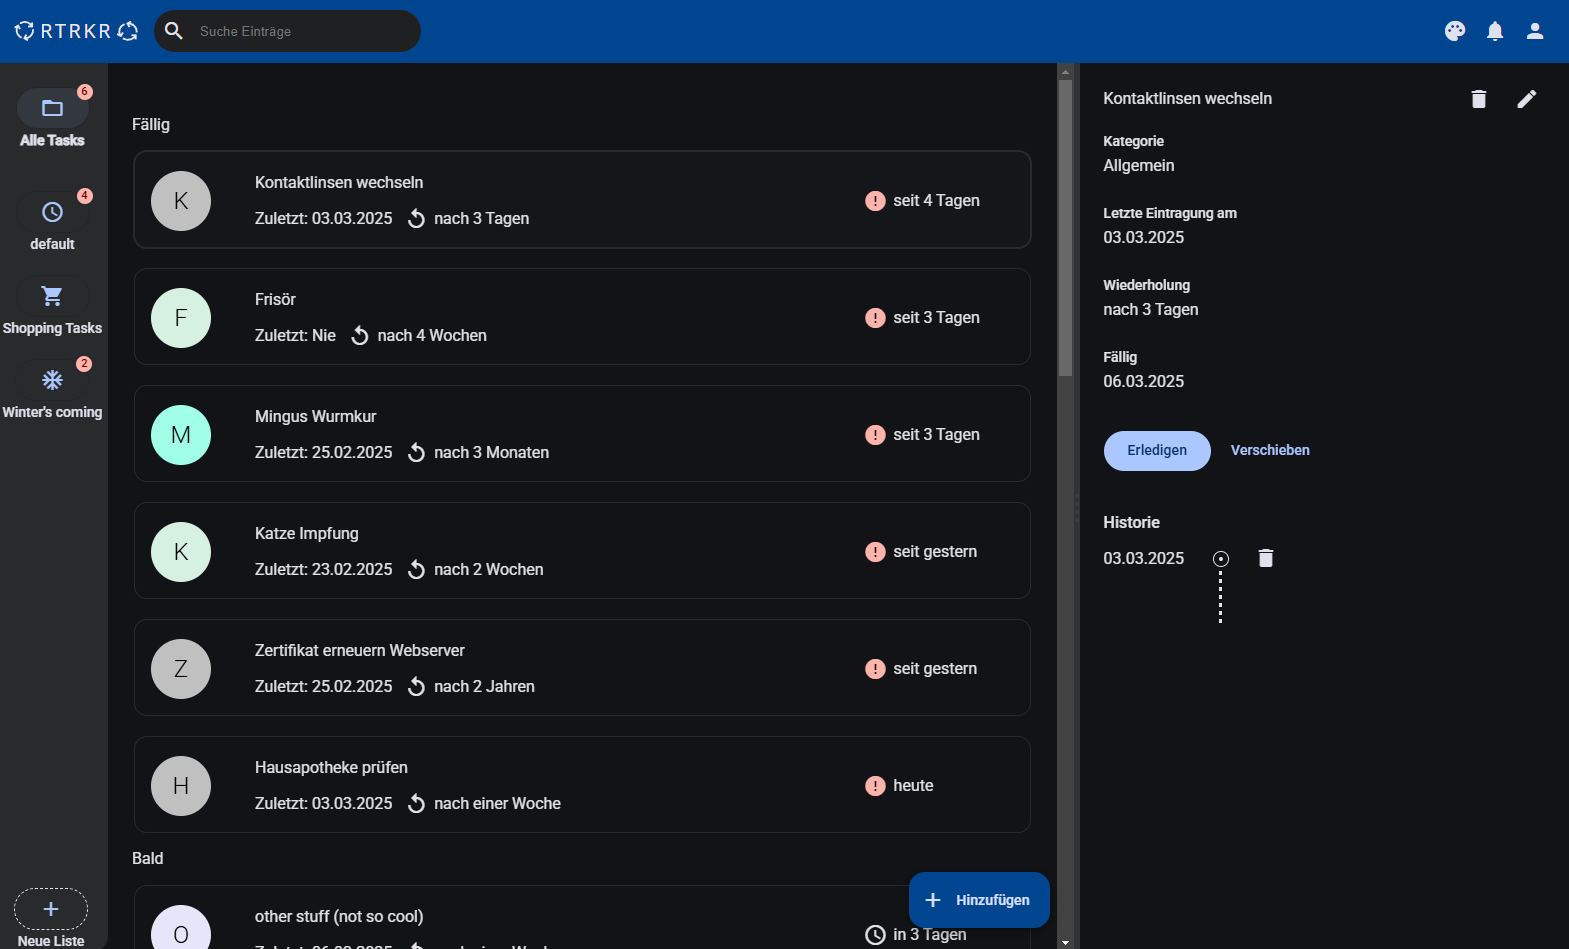 RTRKR
Suche Einträge
6
Alle Tasks
4
default
Shopping Tasks
2
Winter's coming
Neue Liste
Fällig
K
Kontaktlinsen wechseln
Zuletzt: 03.03.2025 nach 3 Tagen
! seit 4 Tagen
F
Frisör
Zuletzt: Nie nach 4 Wochen
! seit 3 Tagen
M
Mingus Wurmkur
Zuletzt: 25.02.2025 nach 3 Monaten
! seit 3 Tagen
K
Katze Impfung
Zuletzt: 23.02.2025 nach 2 Wochen
! seit gestern
Z
Zertifikat erneuern Webserver
Zuletzt: 25.02.2025 nach 2 Jahren
! seit gestern
H
Hausapotheke prüfen
Zuletzt: 03.03.2025 nach einer Woche
! heute
Bald
O
other stuff (not so cool)
in 3 Tagen
+ Hinzufügen
Kontaktlinsen wechseln
Kategorie
Allgemein
Letzte Eintragung am
03.03.2025
Wiederholung
nach 3 Tagen
Fällig
06.03.2025
Erledigen Verschieben
Historie
03.03.2025